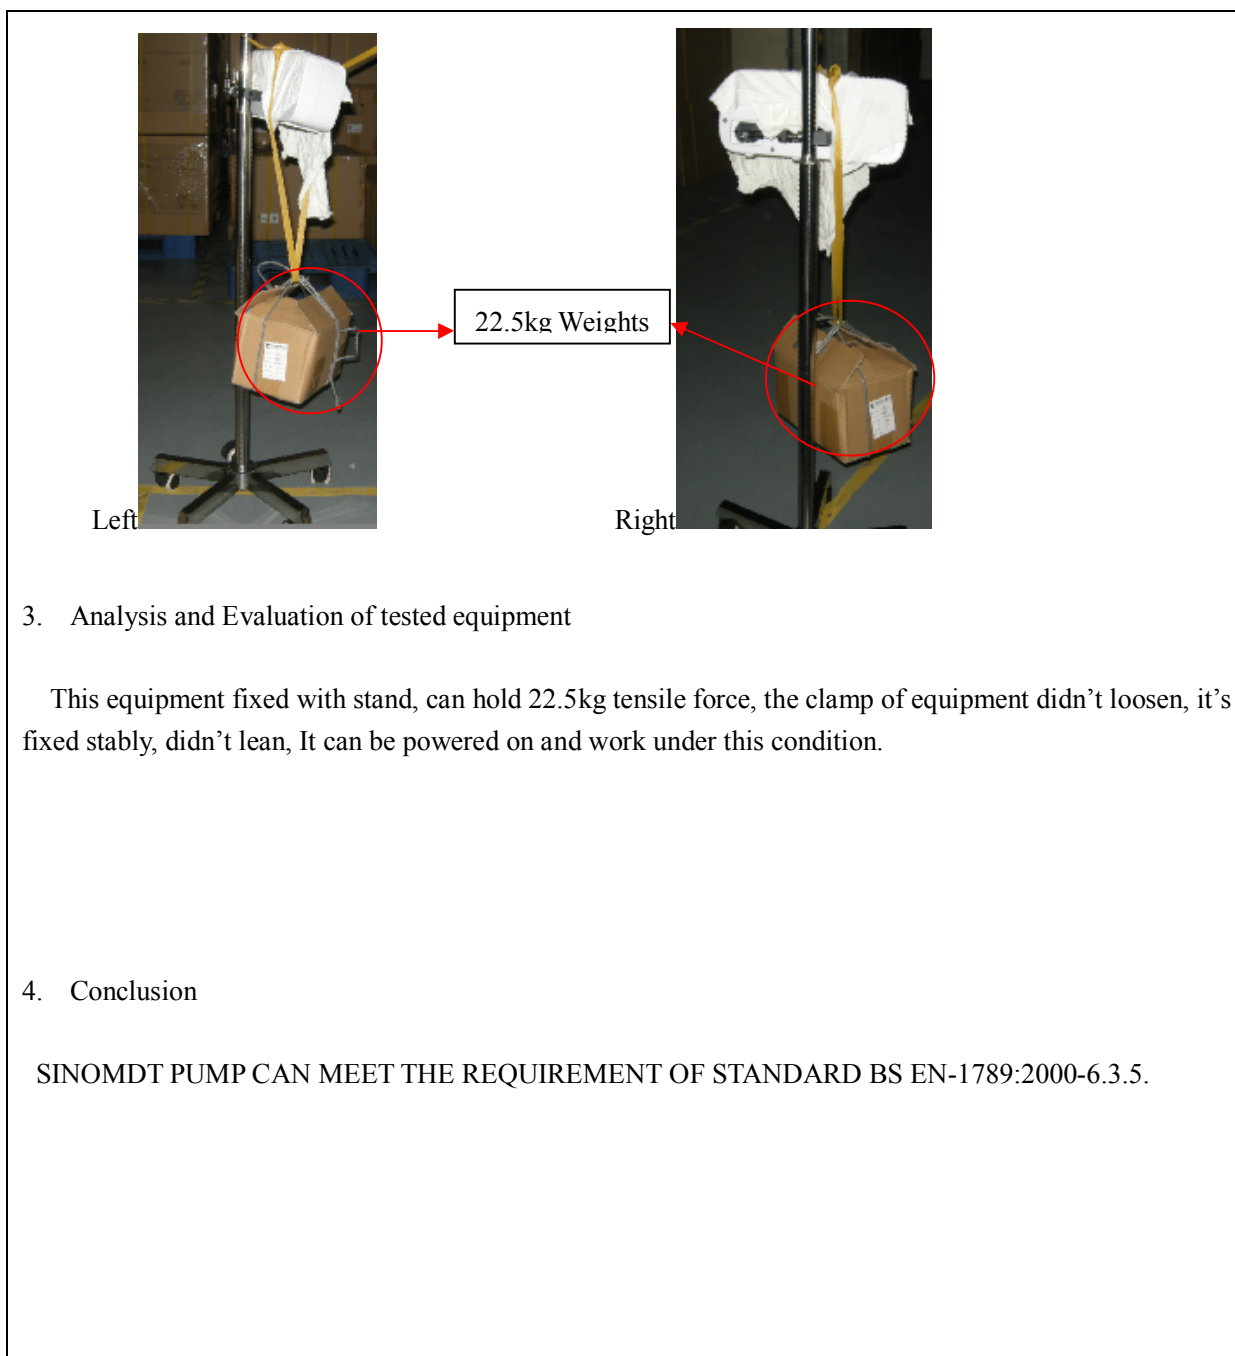 22.5kg Weights
Left
Right
3. Analysis and Evaluation of tested equipment
This equipment fixed with stand, can hold 22.5kg tensile force, the clamp of equipment didn’t loosen, it’s
fixed stably, didn’t lean, It can be powered on and work under this condition.
4. Conclusion
SINOMDT PUMP CAN MEET THE REQUIREMENT OF STANDARD BS EN-1789:2000-6.3.5.